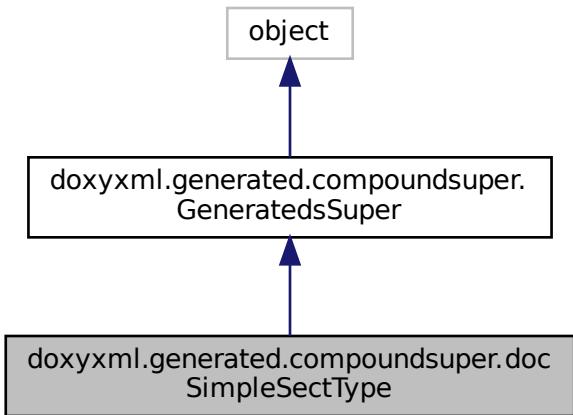 object
doxyxml.generated.compoundsuper.
GeneratedsSuper
doxyxml.generated.compoundsuper.doc
SimpleSectType